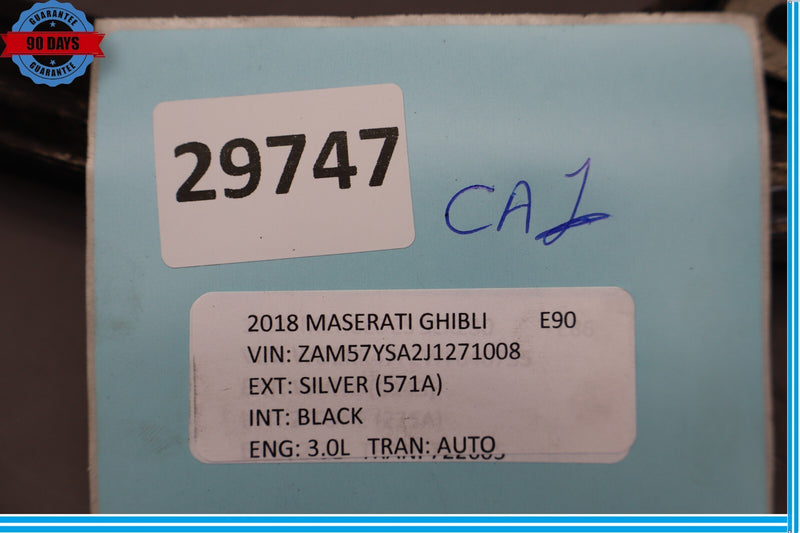 GUARANTEE
90 DAYS
GUARANTEE
29747
CA1
2018 MASERATI GHIBLI E90
VIN: ZAM57YSA2J1271008
EXT: SILVER (571A)
INT: BLACK
ENG: 3.0L TRAN: AUTO